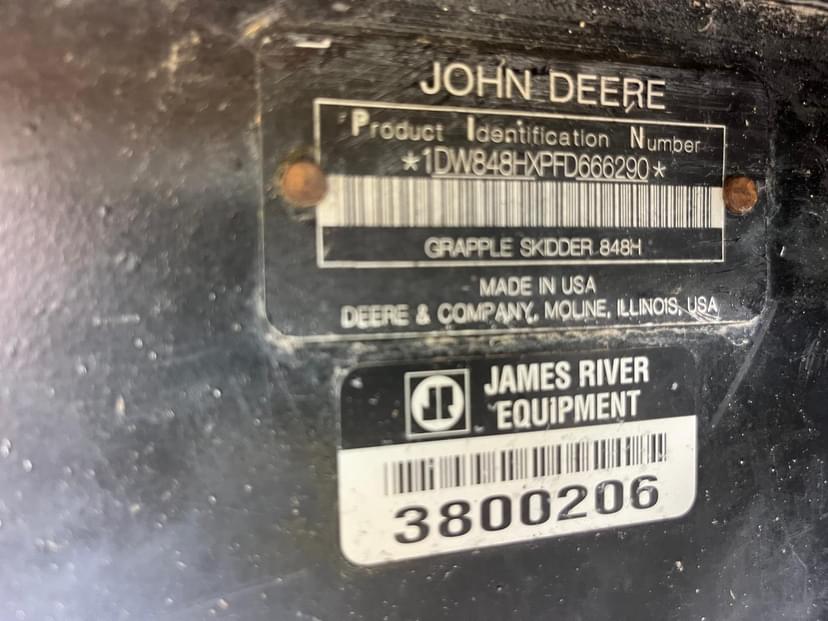 JOHN DEERE
Product Identification Number
*1DW848HXPFD666290*
GRAPPLE SKIDDER 848H
MADE IN USA
DEERE & COMPANY, MOLINE, ILLINOIS, USA
JR
JAMES RIVER
EQUIPMENT
3800206